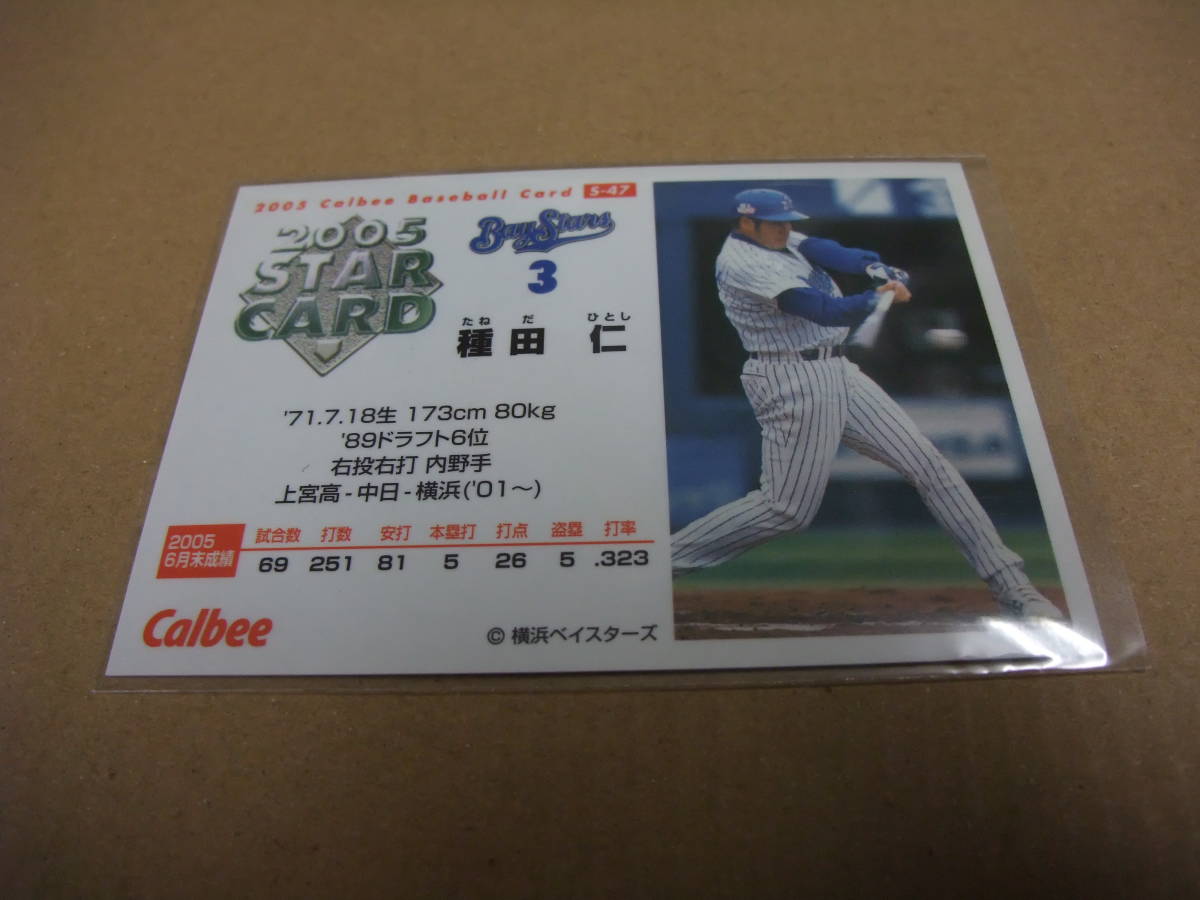 2005 Calbee Baseball Card S-47
2005
STAR
CARD
BayStars
3
たね だ ひとし
種田 仁
'71.7.18生 173cm 80kg
'89ドラフト6位
右投右打 内野手
上宮高-中日-横浜('01〜)
2005
6月末成績
試合数 打数 安打 本塁打 打点 盗塁 打率
69 251 81 5 26 5 .323
Calbee
© 横浜ベイスターズ